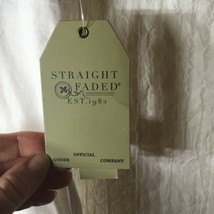 STRAIGHT
FADED®
EST. 1982
OFFICIAL
GOODS COMPANY